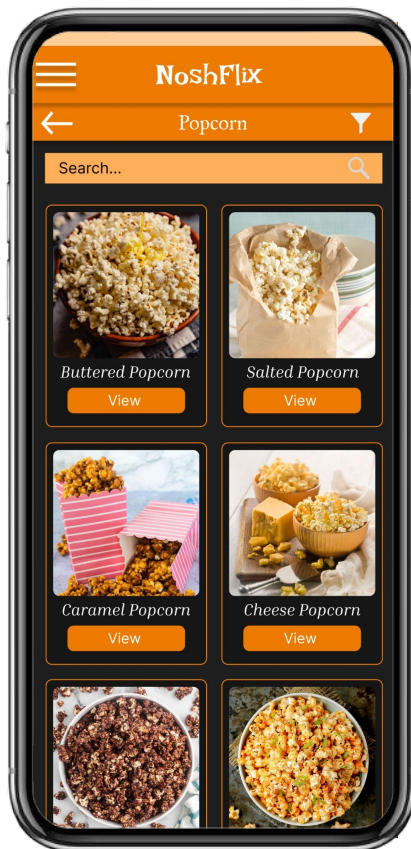 NoshFlix
Popcorn
Search...
Buttered Popcorn
View
Salted Popcorn
View
Caramel Popcorn
View
Cheese Popcorn
View